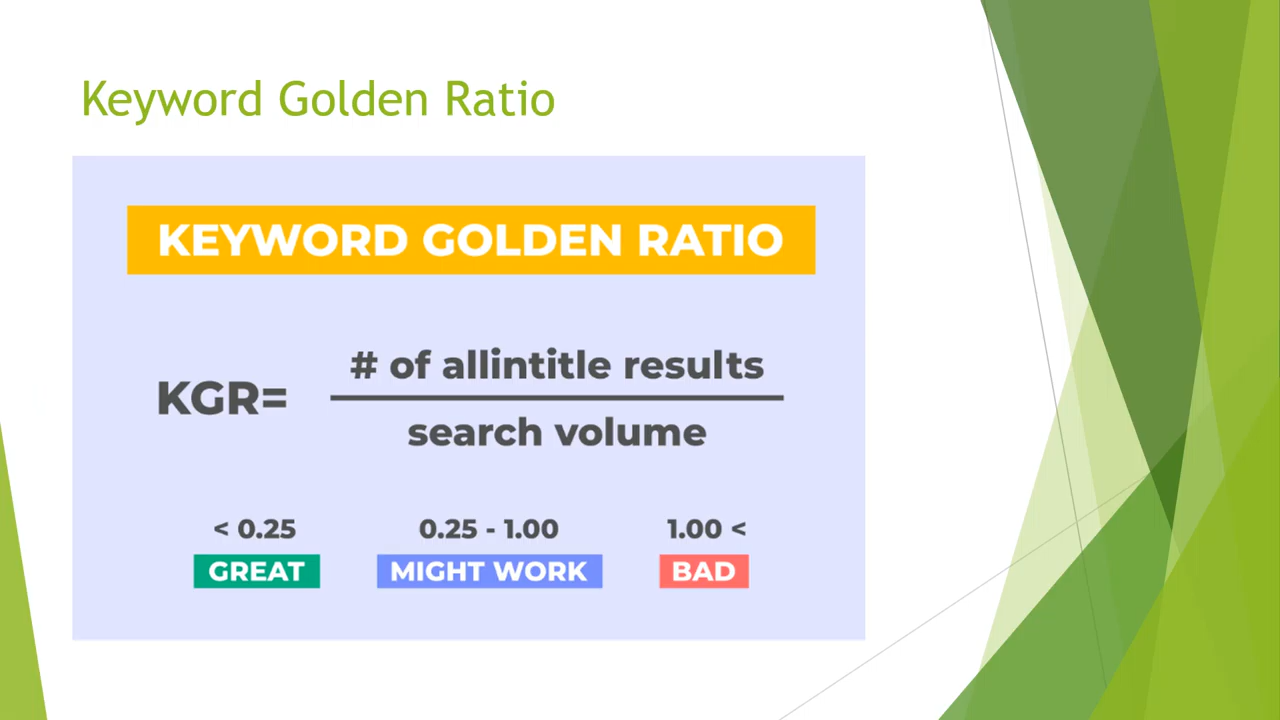 Keyword Golden Ratio
KEYWORD GOLDEN RATIO
# of allintitle results
KGR=
search volume
< 0.25 0.25 - 1.00 1.00 <
GREAT MIGHT WORK BAD